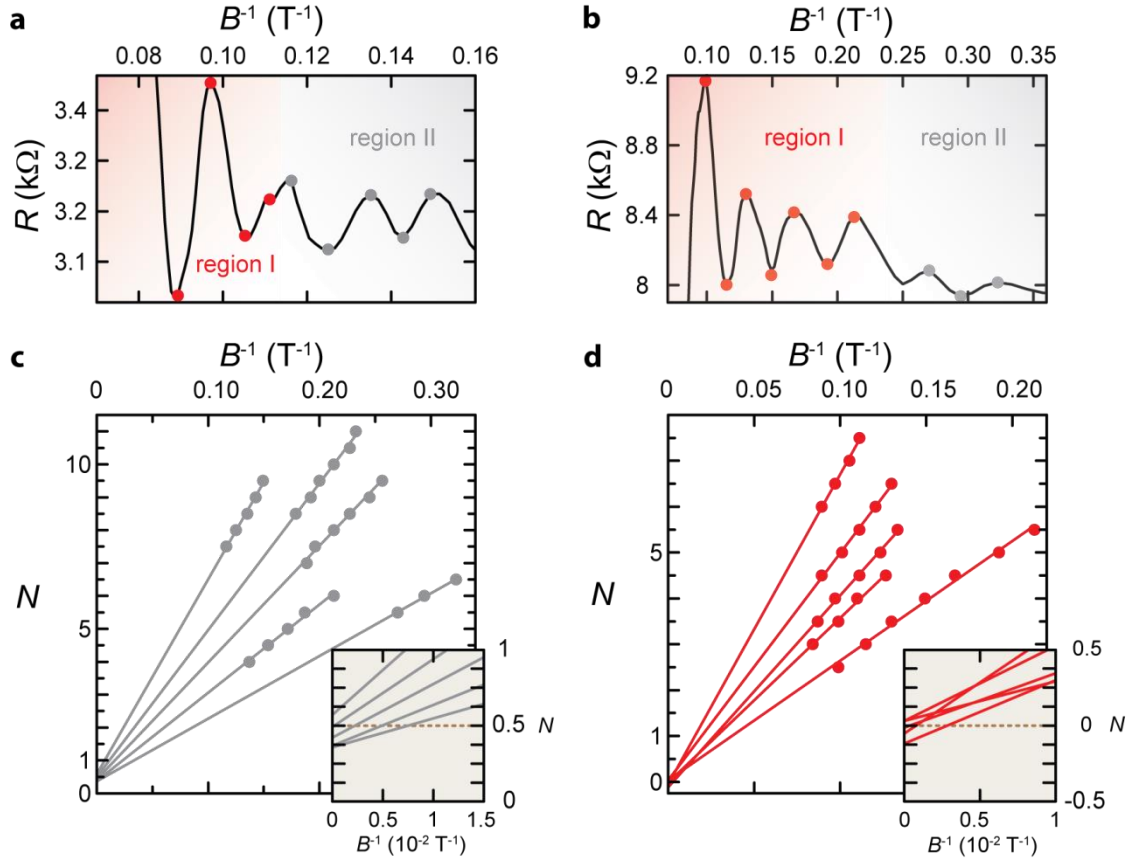 a
B⁻¹ (T⁻¹)
0.08 0.10 0.12 0.14 0.16
R (kΩ)
3.4
3.2
3.2
3.1
region I
region II
b
B⁻¹ (T⁻¹)
0.10 0.15 0.20 0.25 0.30 0.35
R (kΩ)
9.2
8.8
8.4
8
region I
region II
c
B⁻¹ (T⁻¹)
0 0.10 0.20 0.30
N
10
5
1
0
1
0.5 N
0
0 0.5 1 1.5
B⁻¹ (10⁻² T⁻¹)
d
B⁻¹ (T⁻¹)
0 0.05 0.10 0.15 0.20
N
5
1
0
0.5
0 N
-0.5
0 0.5 1
B⁻¹ (10⁻² T⁻¹)